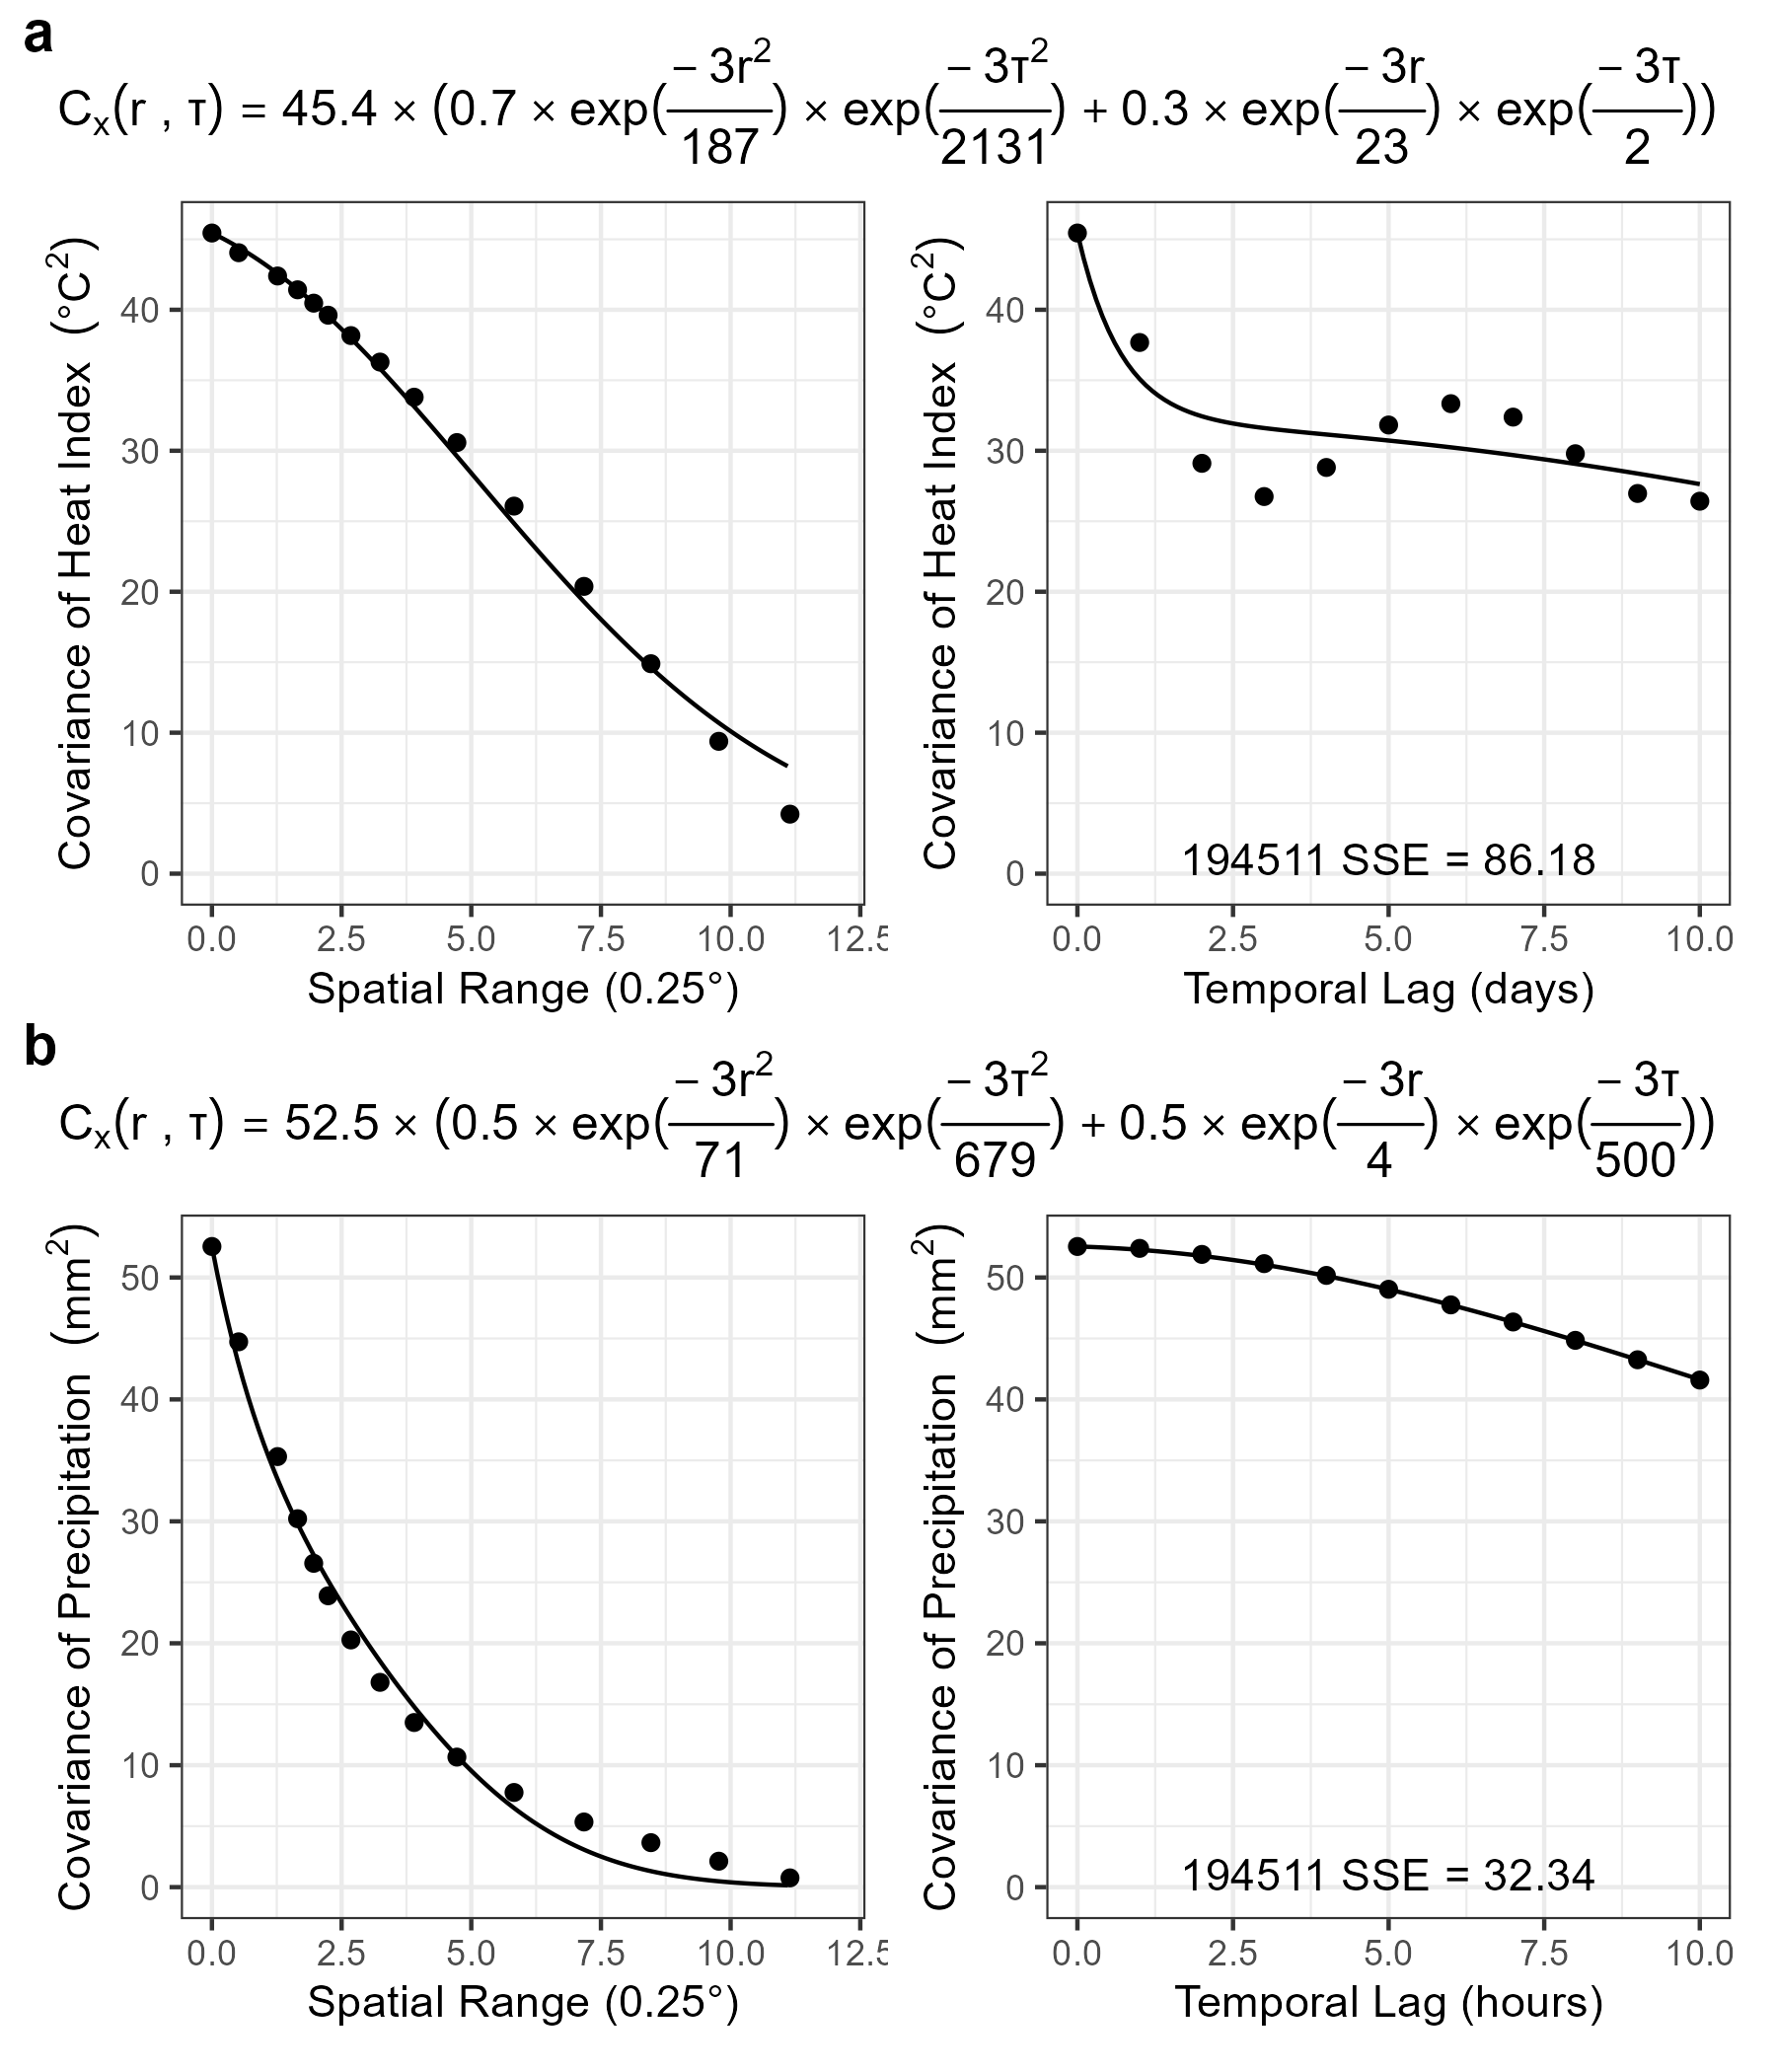 a
Cₓ(r , τ) = 45.4 × (0.7 × exp(−3r²/187) × exp(−3τ²/2131) + 0.3 × exp(−3r/23) × exp(−3τ/2))
Covariance of Heat Index (°C²)
40
30
20
10
0
0.0 2.5 5.0 7.5 10.0 12.5
Spatial Range (0.25°)
Covariance of Heat Index (°C²)
40
30
20
10
0
194511 SSE = 86.18
0.0 2.5 5.0 7.5 10.0
Temporal Lag (days)
b
Cₓ(r , τ) = 52.5 × (0.5 × exp(−3r²/71) × exp(−3τ²/679) + 0.5 × exp(−3r/4) × exp(−3τ/500))
Covariance of Precipitation (mm²)
50
40
30
20
10
0
0.0 2.5 5.0 7.5 10.0 12.5
Spatial Range (0.25°)
Covariance of Precipitation (mm²)
50
40
30
20
10
0
194511 SSE = 32.34
0.0 2.5 5.0 7.5 10.0
Temporal Lag (hours)